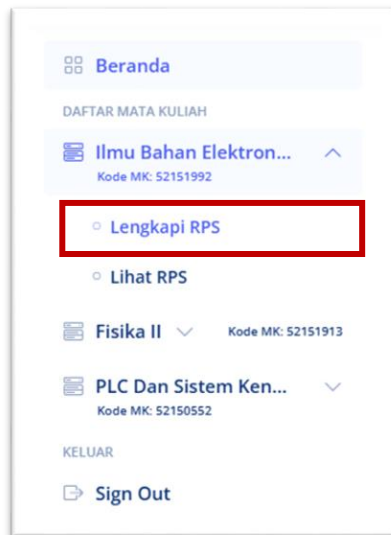 Beranda
DAFTAR MATA KULIAH
Ilmu Bahan Elektron...
Kode MK: 52151992
Lengkapi RPS
Lihat RPS
Fisika II Kode MK: 52151913
PLC Dan Sistem Ken...
Kode MK: 52150552
KELUAR
Sign Out